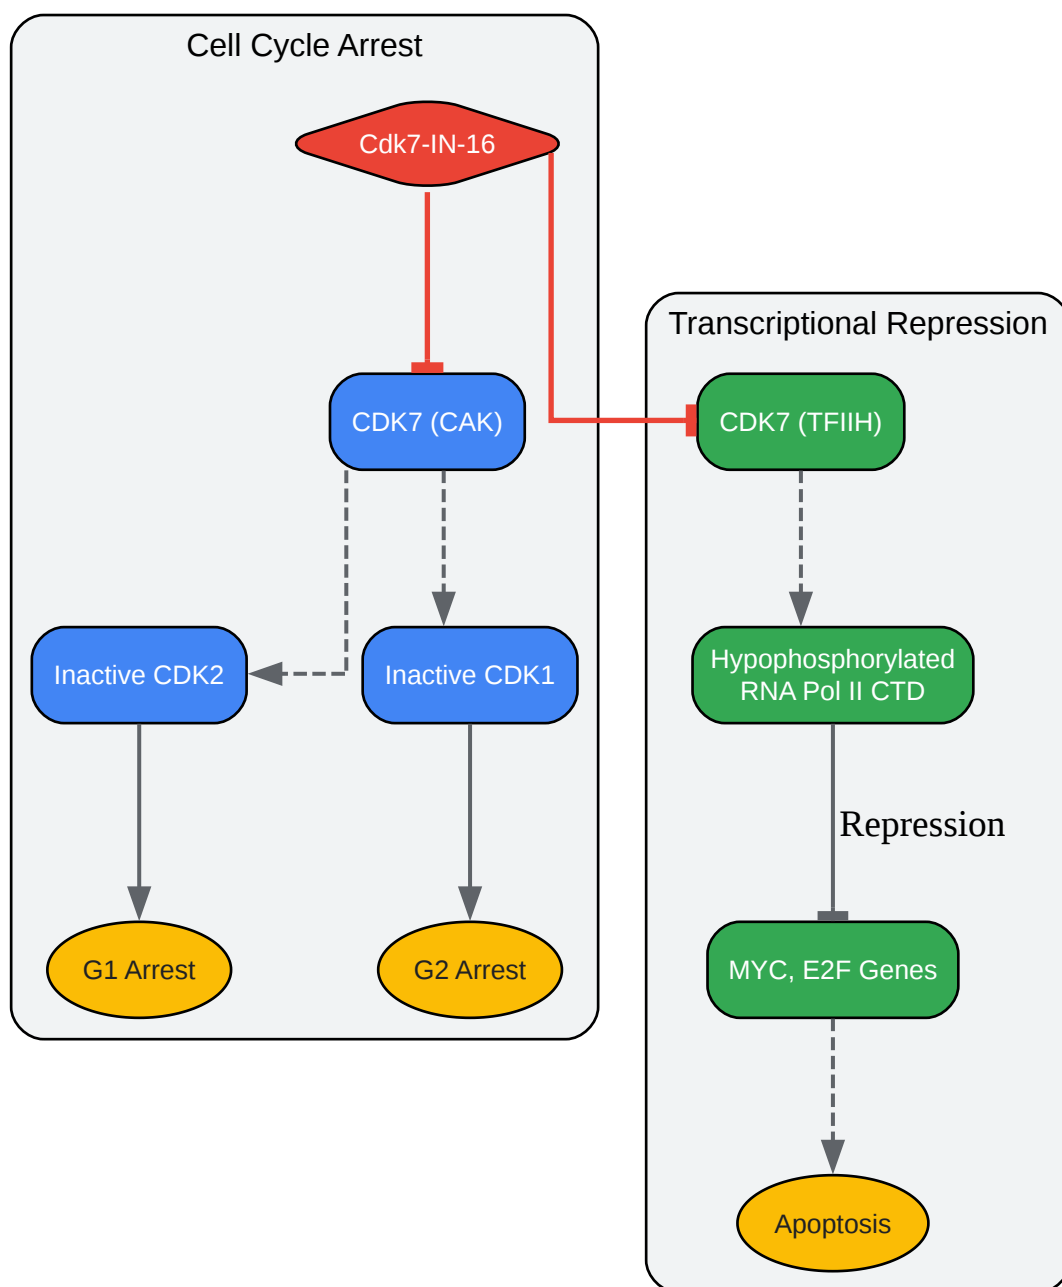 Cell Cycle Arrest
Cdk7-IN-16
CDK7 (CAK)
Inactive CDK2
Inactive CDK1
G1 Arrest
G2 Arrest
Transcriptional Repression
CDK7 (TFIIH)
Hypophosphorylated
RNA Pol II CTD
Repression
MYC, E2F Genes
Apoptosis